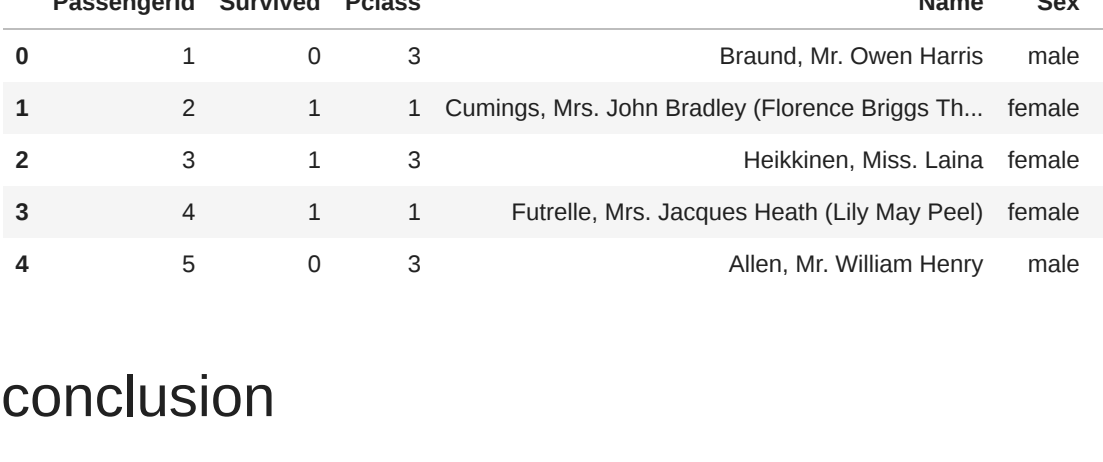 PassengerId Survived Pclass Name Sex
0 1 0 3 Braund, Mr. Owen Harris male
1 2 1 1 Cumings, Mrs. John Bradley (Florence Briggs Th... female
2 3 1 3 Heikkinen, Miss. Laina female
3 4 1 1 Futrelle, Mrs. Jacques Heath (Lily May Peel) female
4 5 0 3 Allen, Mr. William Henry male
conclusion